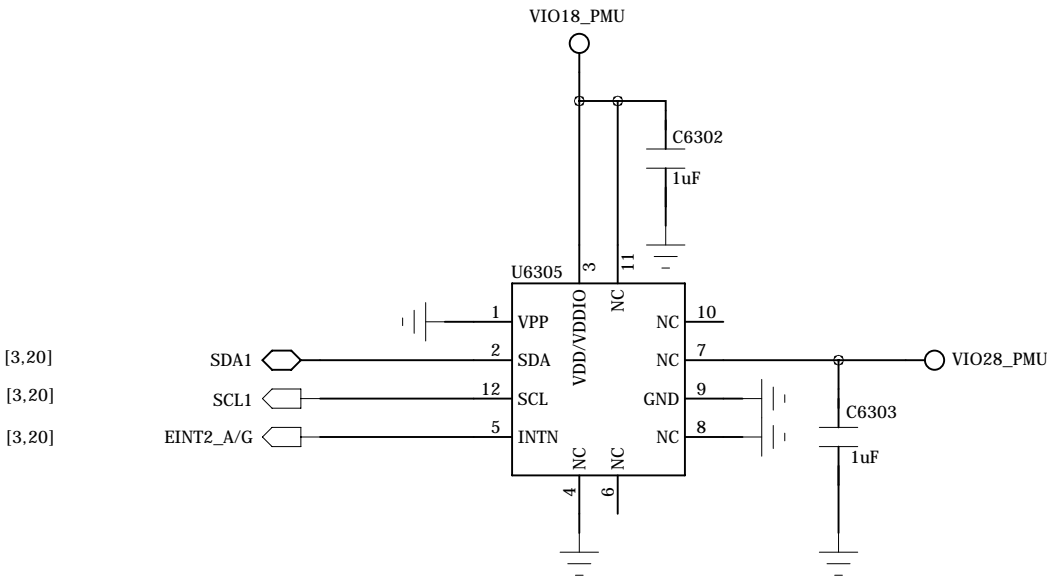 VIO18_PMU
C6302
1uF
U6305
3
11
VDD/VDDIO
NC
1
VPP
NC
10
[3,20]
SDA1
2
SDA
NC
7
VIO28_PMU
[3,20]
SCL1
12
SCL
GND
9
C6303
[3,20]
EINT2_A/G
5
INTN
NC
8
1uF
NC
NC
4
6